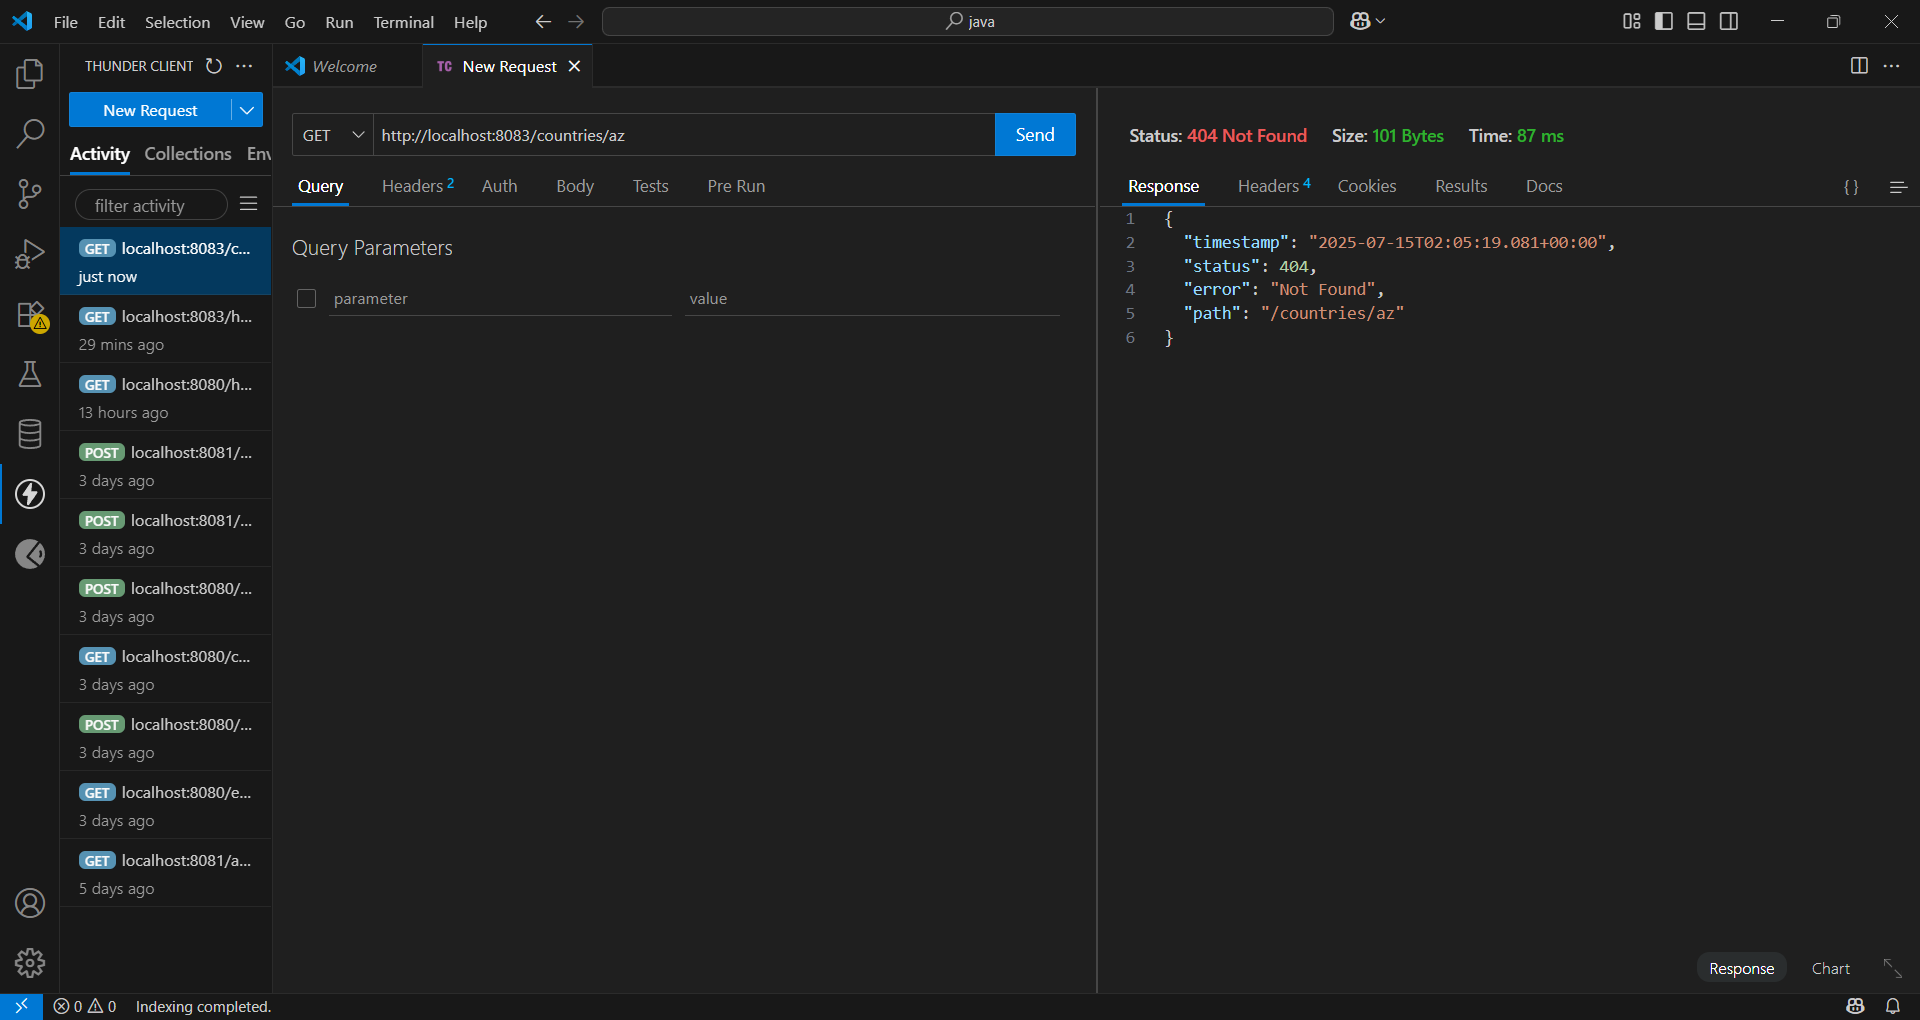 File Edit Selection View Go Run Terminal Help
java
THUNDER CLIENT
New Request
Activity Collections Env
filter activity
GET localhost:8083/c...
just now
GET localhost:8083/h...
29 mins ago
GET localhost:8080/h...
13 hours ago
POST localhost:8081/...
3 days ago
POST localhost:8081/...
3 days ago
POST localhost:8080/...
3 days ago
GET localhost:8080/c...
3 days ago
POST localhost:8080/...
3 days ago
GET localhost:8080/e...
3 days ago
GET localhost:8081/a...
5 days ago
Welcome
TC New Request
GET http://localhost:8083/countries/az Send
Query Headers 2 Auth Body Tests Pre Run
Query Parameters
parameter value
Status: 404 Not Found Size: 101 Bytes Time: 87 ms
Response Headers 4 Cookies Results Docs { }
1 {
2 "timestamp": "2025-07-15T02:05:19.081+00:00",
3 "status": 404,
4 "error": "Not Found",
5 "path": "/countries/az"
6 }
Response Chart
0 0 Indexing completed.